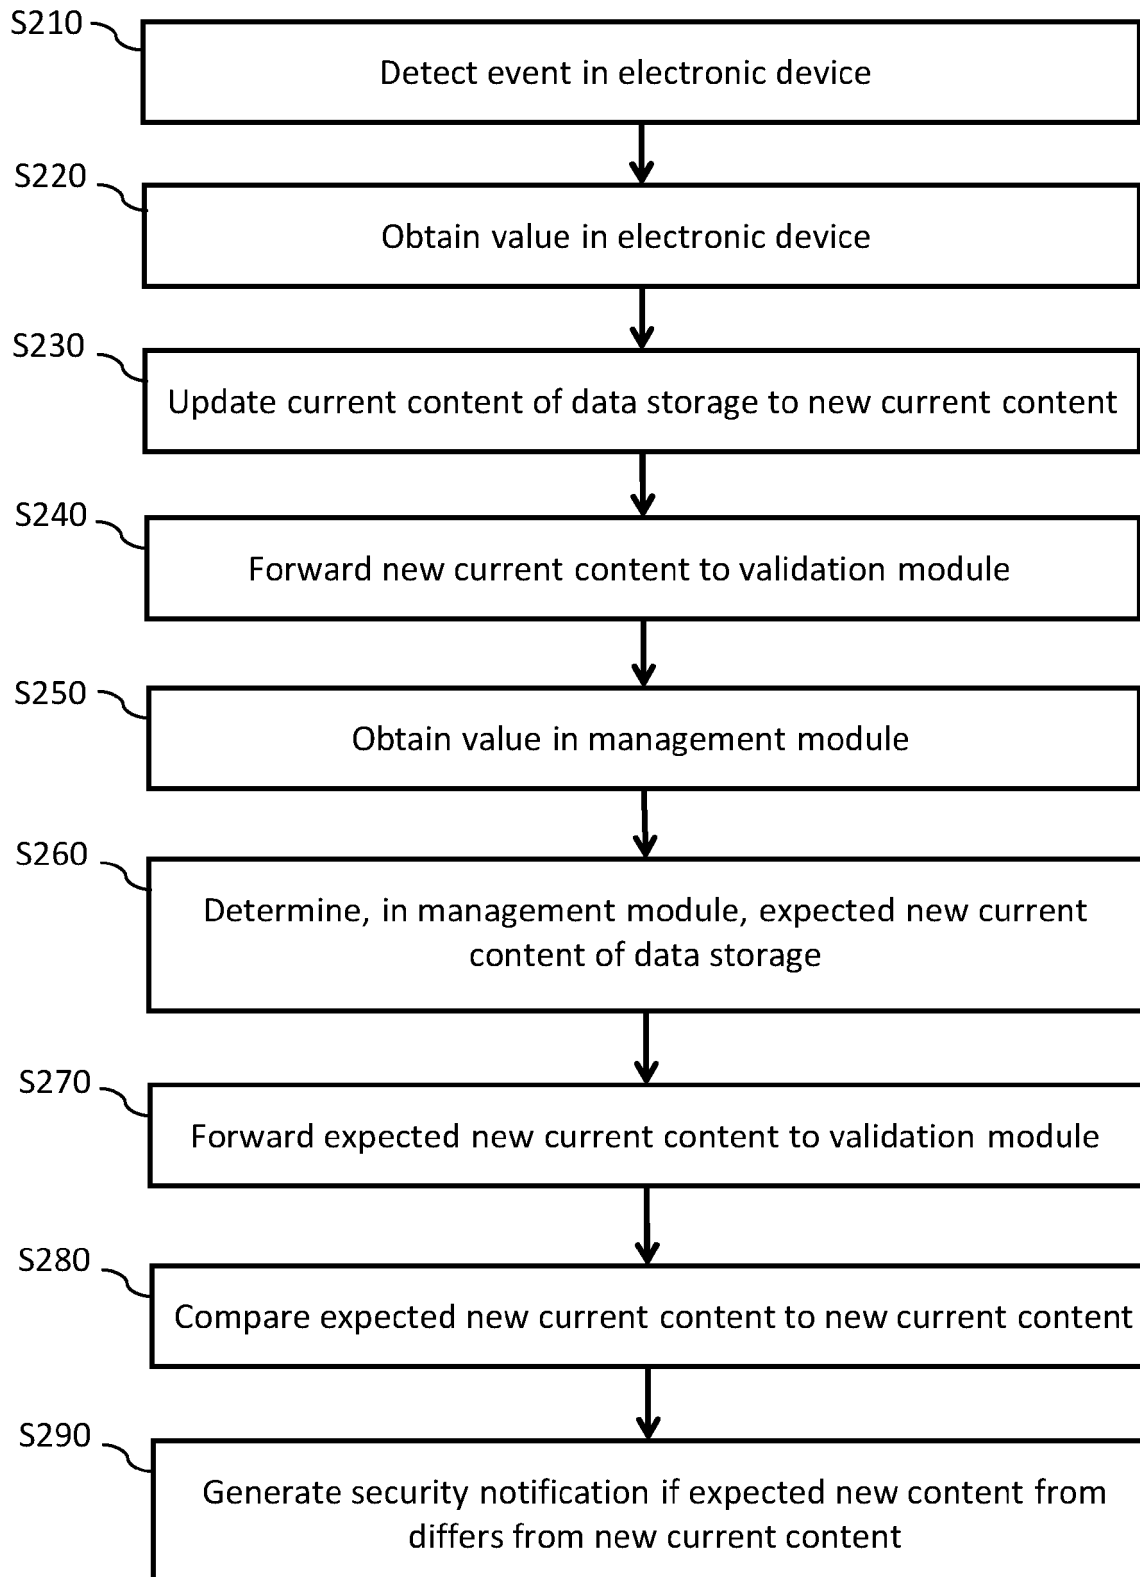 S210
Detect event in electronic device
S220
Obtain value in electronic device
S230
Update current content of data storage to new current content
S240
Forward new current content to validation module
S250
Obtain value in management module
S260
Determine, in management module, expected new current
content of data storage
S270
Forward expected new current content to validation module
S280
Compare expected new current content to new current content
S290
Generate security notification if expected new content from
differs from new current content